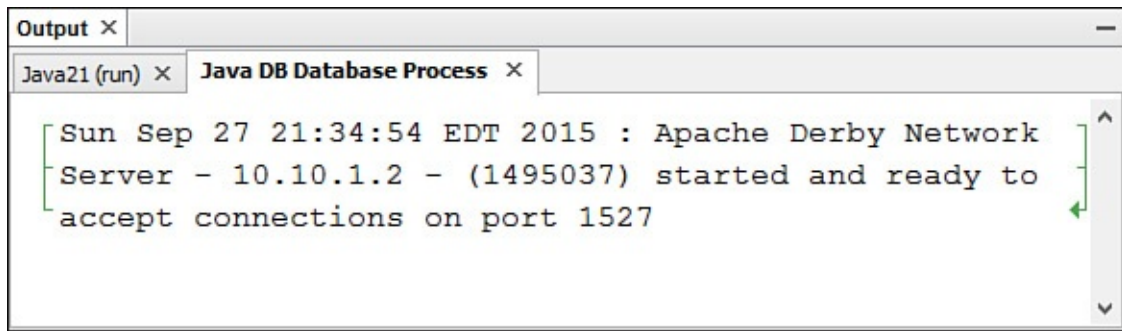 Output
Java21 (run)
Java DB Database Process
Sun Sep 27 21:34:54 EDT 2015 : Apache Derby Network
Server - 10.10.1.2 - (1495037) started and ready to
accept connections on port 1527